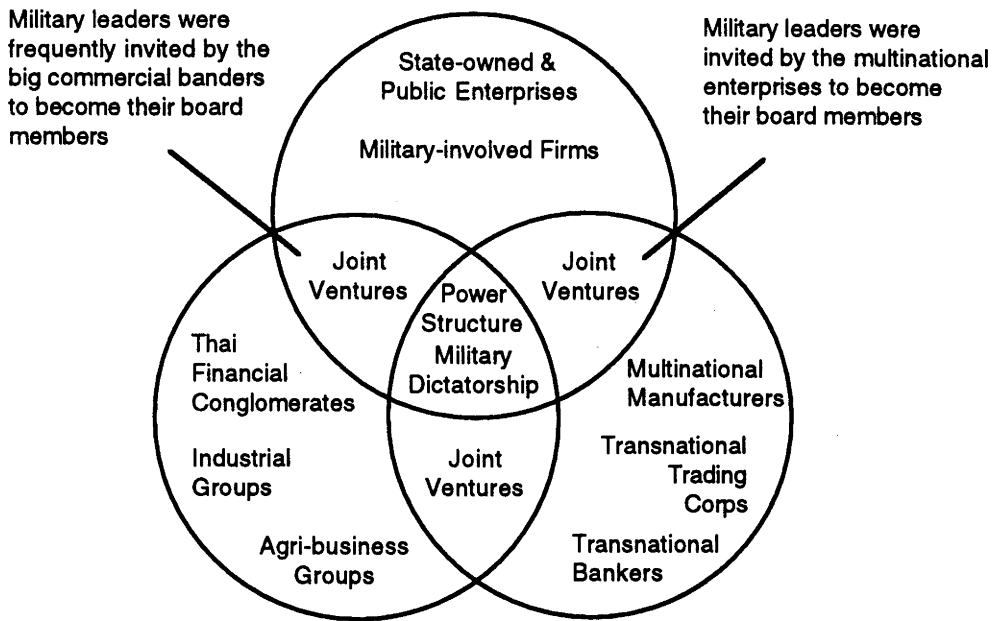 Military leaders were
frequently invited by the
big commercial banders
to become their board
members
Military leaders were
invited by the multinational
enterprises to become
their board members
State-owned &
Public Enterprises
Military-involved Firms
Joint
Ventures
Joint
Ventures
Power
Structure
Military
Dictatorship
Thai
Financial
Conglomerates
Multinational
Manufacturers
Industrial
Groups
Joint
Ventures
Transnational
Trading
Corps
Agri-business
Groups
Transnational
Bankers